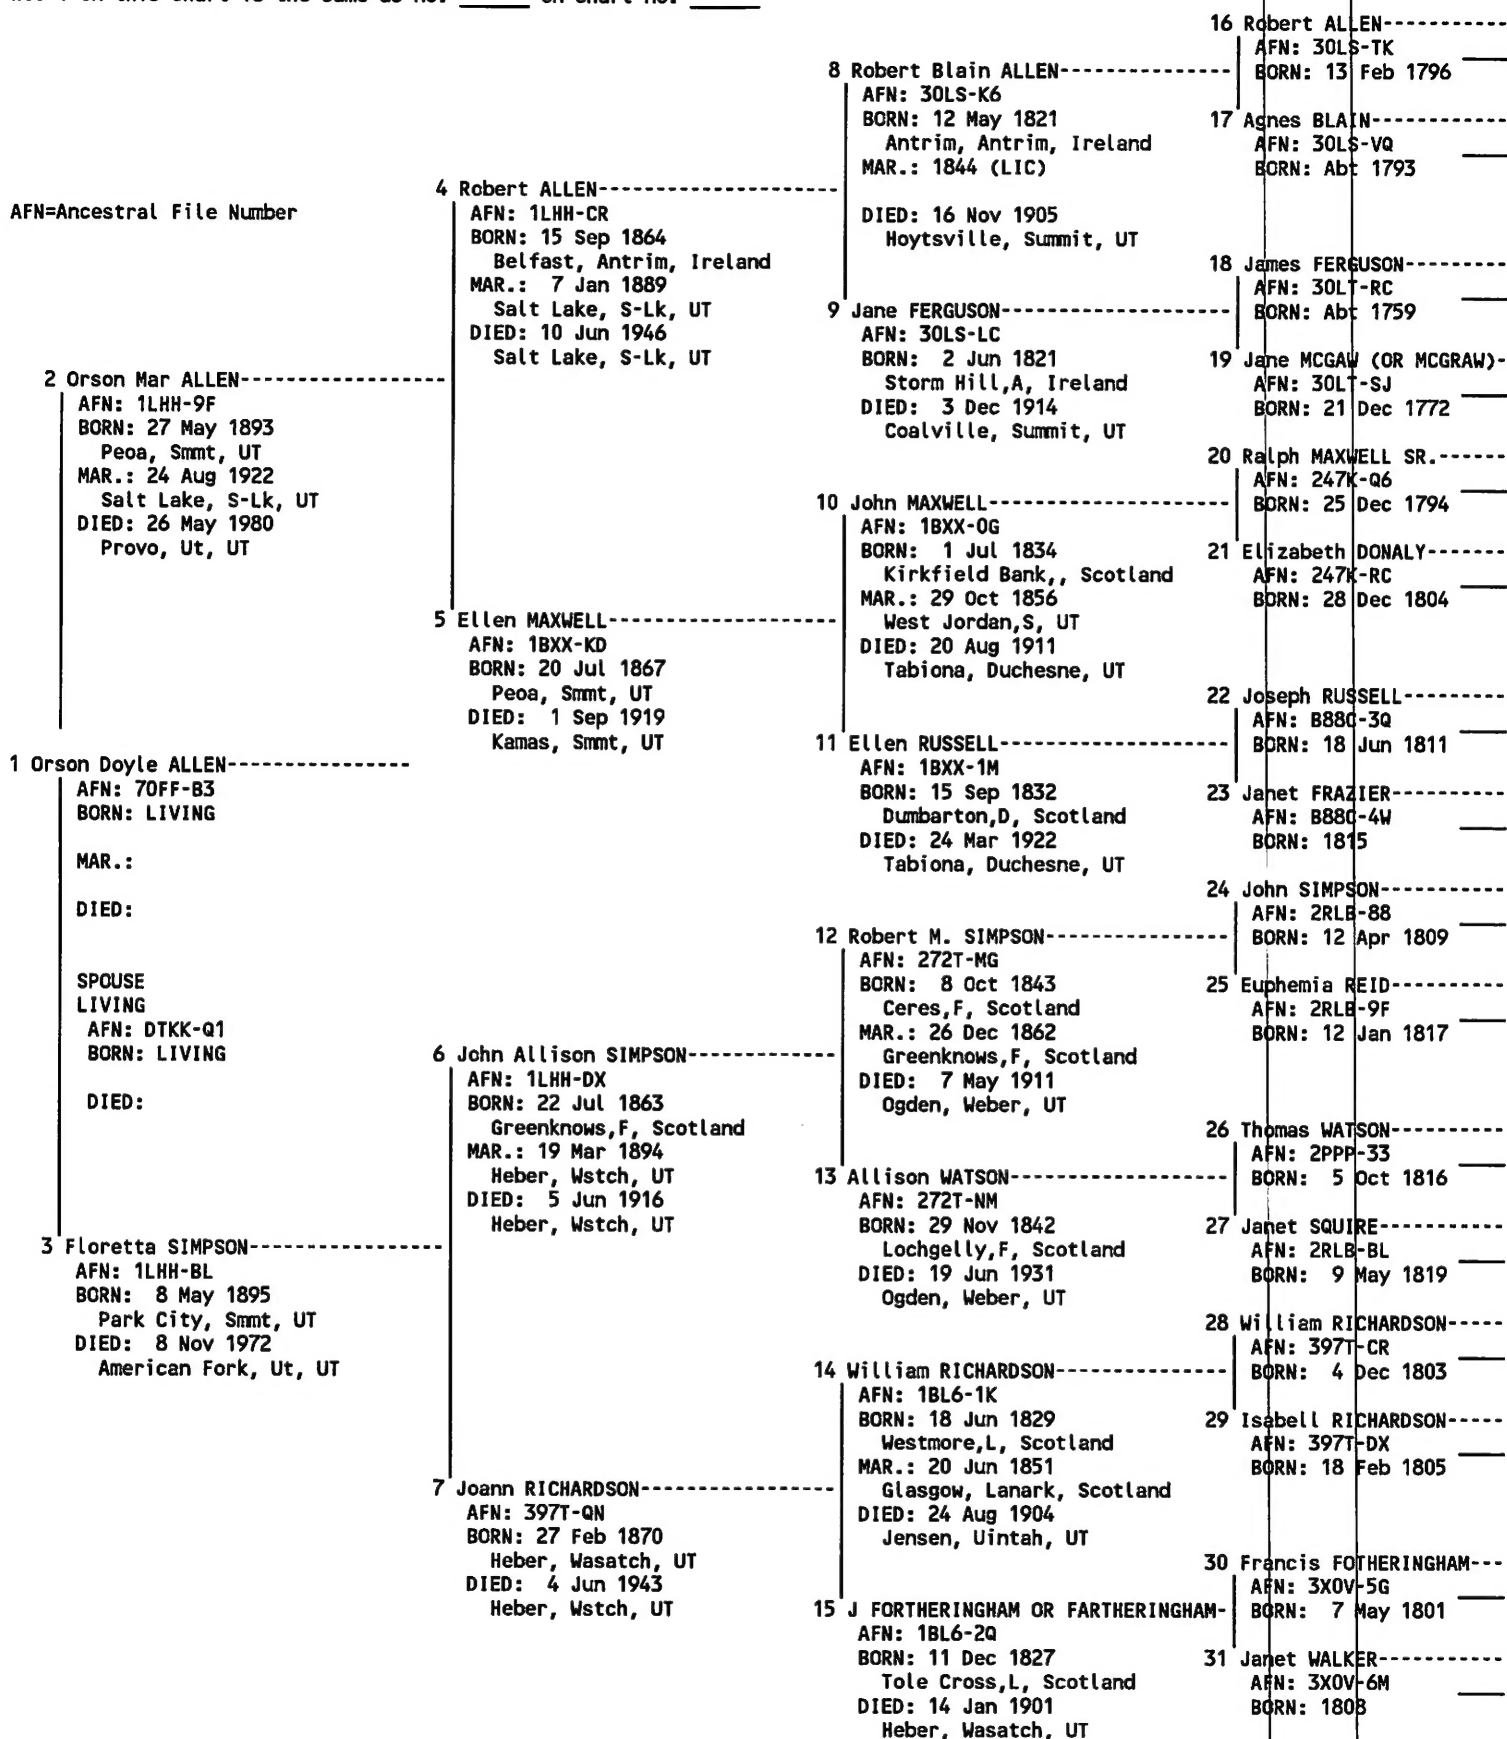 AFN=Ancestral File Number
1 Orson Doyle ALLEN
AFN: 70FF-B3
BORN: LIVING
MAR.:
DIED:
SPOUSE
LIVING
AFN: DTKK-Q1
BORN: LIVING
DIED:
2 Orson Mar ALLEN
AFN: 1LHH-9F
BORN: 27 May 1893
Peoa, Smmt, UT
MAR.: 24 Aug 1922
Salt Lake, S-Lk, UT
DIED: 26 May 1980
Provo, Ut, UT
3 Floretta SIMPSON
AFN: 1LHH-BL
BORN: 8 May 1895
Park City, Smmt, UT
DIED: 8 Nov 1972
American Fork, Ut, UT
4 Robert ALLEN
AFN: 1LHH-CR
BORN: 15 Sep 1864
Belfast, Antrim, Ireland
MAR.: 7 Jan 1889
Salt Lake, S-Lk, UT
DIED: 10 Jun 1946
Salt Lake, S-Lk, UT
5 Ellen MAXWELL
AFN: 1BXX-KD
BORN: 20 Jul 1867
Peoa, Smmt, UT
DIED: 1 Sep 1919
Kamas, Smmt, UT
6 John Allison SIMPSON
AFN: 1LHH-DX
BORN: 22 Jul 1863
Greenknows,F, Scotland
MAR.: 19 Mar 1894
Heber, Wstch, UT
DIED: 5 Jun 1916
Heber, Wstch, UT
7 Joann RICHARDSON
AFN: 397T-QN
BORN: 27 Feb 1870
Heber, Wasatch, UT
DIED: 4 Jun 1943
Heber, Wstch, UT
8 Robert Blain ALLEN
AFN: 30LS-K6
BORN: 12 May 1821
Antrim, Antrim, Ireland
MAR.: 1844 (LIC)
DIED: 16 Nov 1905
Hoytsville, Summit, UT
9 Jane FERGUSON
AFN: 30LS-LC
BORN: 2 Jun 1821
Storm Hill,A, Ireland
DIED: 3 Dec 1914
Coalville, Summit, UT
10 John MAXWELL
AFN: 1BXX-0G
BORN: 1 Jul 1834
Kirkfield Bank,, Scotland
MAR.: 29 Oct 1856
West Jordan,S, UT
DIED: 20 Aug 1911
Tabiona, Duchesne, UT
11 Ellen RUSSELL
AFN: 1BXX-1M
BORN: 15 Sep 1832
Dumbarton,D, Scotland
DIED: 24 Mar 1922
Tabiona, Duchesne, UT
12 Robert M. SIMPSON
AFN: 272T-MG
BORN: 8 Oct 1843
Ceres,F, Scotland
MAR.: 26 Dec 1862
Greenknows,F, Scotland
DIED: 7 May 1911
Ogden, Weber, UT
13 Allison WATSON
AFN: 272T-NM
BORN: 29 Nov 1842
Lochgelly,F, Scotland
DIED: 19 Jun 1931
Ogden, Weber, UT
14 William RICHARDSON
AFN: 1BL6-1K
BORN: 18 Jun 1829
Westmore,L, Scotland
MAR.: 20 Jun 1851
Glasgow, Lanark, Scotland
DIED: 24 Aug 1904
Jensen, Uintah, UT
15 J FORTHERINGHAM OR FARTHERINGHAM-
AFN: 1BL6-2Q
BORN: 11 Dec 1827
Tole Cross,L, Scotland
DIED: 14 Jan 1901
Heber, Wasatch, UT
16 Robert ALLEN
AFN: 30LS-TK
BORN: 13 Feb 1796
17 Agnes BLAIN
AFN: 30LS-VQ
BORN: Abt 1793
18 James FERGUSON
AFN: 30LT-RC
BORN: Abt 1759
19 Jane MCGAW (OR MCGRAW)-
AFN: 30LT-SJ
BORN: 21 Dec 1772
20 Ralph MAXWELL SR.
AFN: 247K-Q6
BORN: 25 Dec 1794
21 Elizabeth DONALY
AFN: 247K-RC
BORN: 28 Dec 1804
22 Joseph RUSSELL
AFN: B88C-3Q
BORN: 18 Jun 1811
23 Janet FRAZIER
AFN: B88C-4W
BORN: 1815
24 John SIMPSON
AFN: 2RLB-88
BORN: 12 Apr 1809
25 Euphemia REID
AFN: 2RLB-9F
BORN: 12 Jan 1817
26 Thomas WATSON
AFN: 2PPP-33
BORN: 5 Oct 1816
27 Janet SQUIRE
AFN: 2RLB-BL
BORN: 9 May 1819
28 William RICHARDSON
AFN: 397T-CR
BORN: 4 Dec 1803
29 Isabell RICHARDSON
AFN: 397T-DX
BORN: 18 Feb 1805
30 Francis FOTHERINGHAM
AFN: 3X0V-5G
BORN: 7 May 1801
31 Janet WALKER
AFN: 3X0V-6M
BORN: 1808